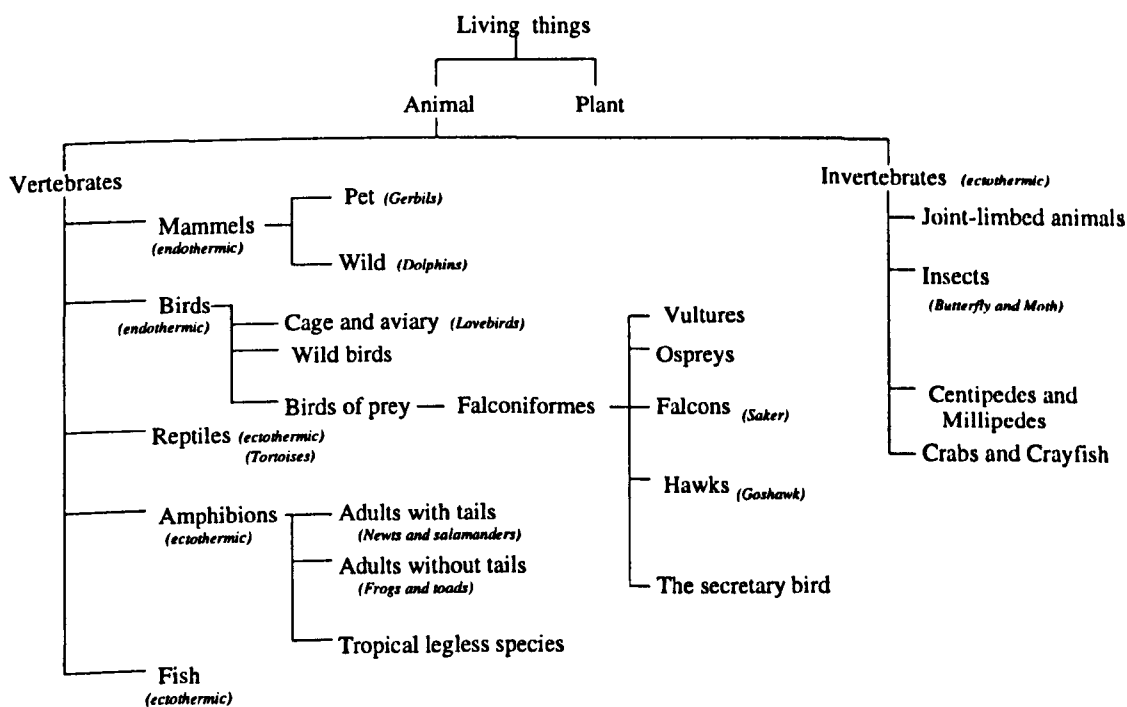 Living things
Animal
Plant
Vertebrates
Mammels
(endothermic)
Pet (Gerbils)
Wild (Dolphins)
Birds
(endothermic)
Cage and aviary (Lovebirds)
Wild birds
Birds of prey
Falconiformes
Vultures
Ospreys
Falcons (Saker)
Hawks (Goshawk)
The secretary bird
Reptiles (ectothermic)
(Tortoises)
Amphibions
(ectothermic)
Adults with tails
(Newts and salamanders)
Adults without tails
(Frogs and toads)
Tropical legless species
Fish
(ectothermic)
Invertebrates (ectothermic)
Joint-limbed animals
Insects
(Butterfly and Moth)
Centipedes and
Millipedes
Crabs and Crayfish